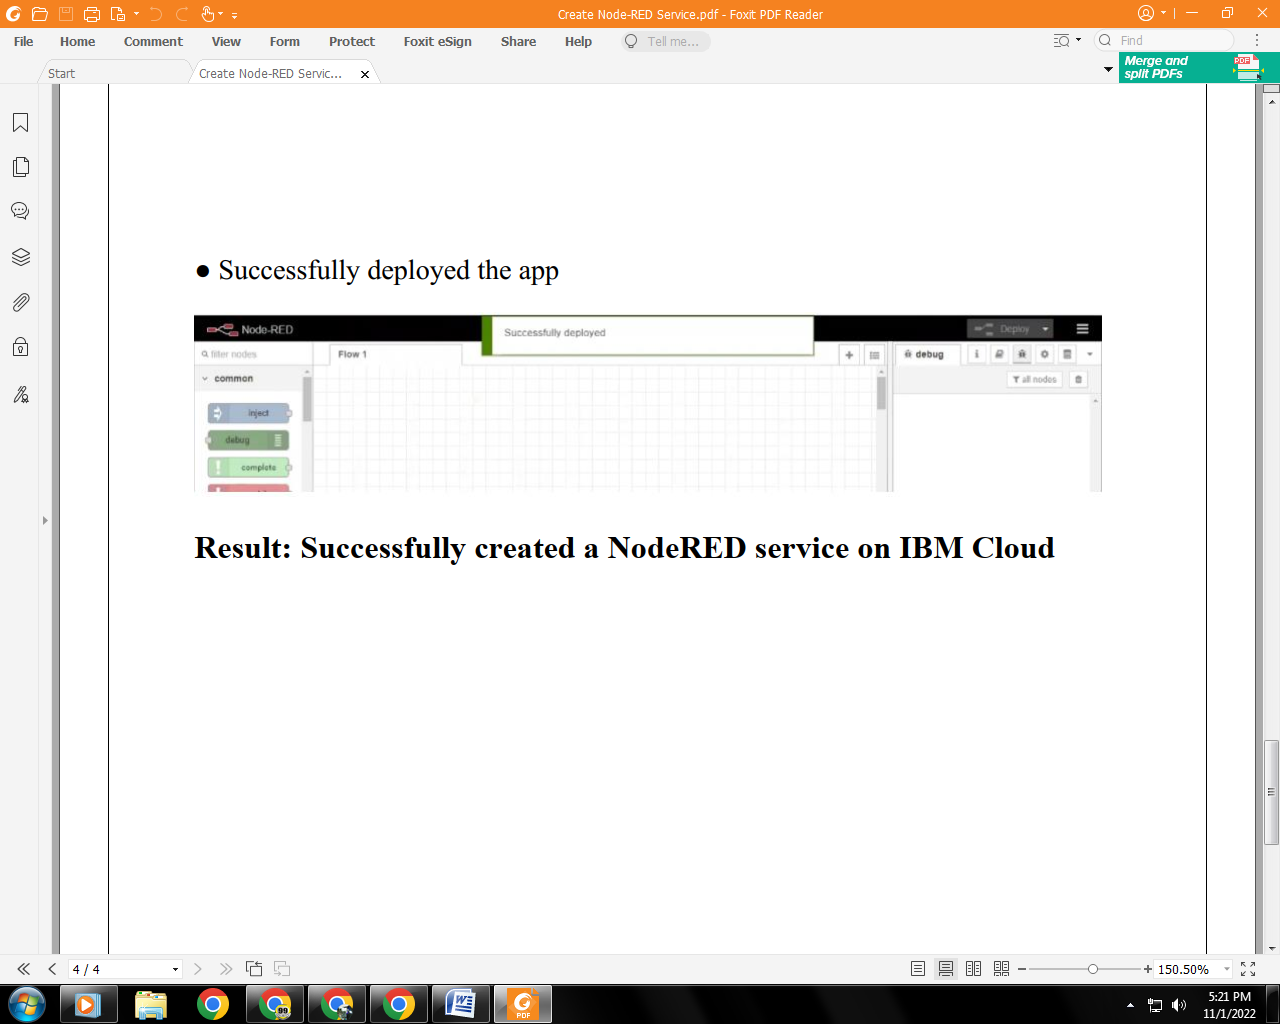 Create Node-RED Service.pdf - Foxit PDF Reader
File Home Comment View Form Protect Foxit eSign Share Help Tell me... Find
Start Create Node-RED Servic... Merge and split PDFs
● Successfully deployed the app
Node-RED Successfully deployed Deploy
filter nodes Flow 1 debug
common all nodes
inject
debug
complete
Result: Successfully created a NodeRED service on IBM Cloud
4 / 4 150.50%
5:21 PM
11/1/2022